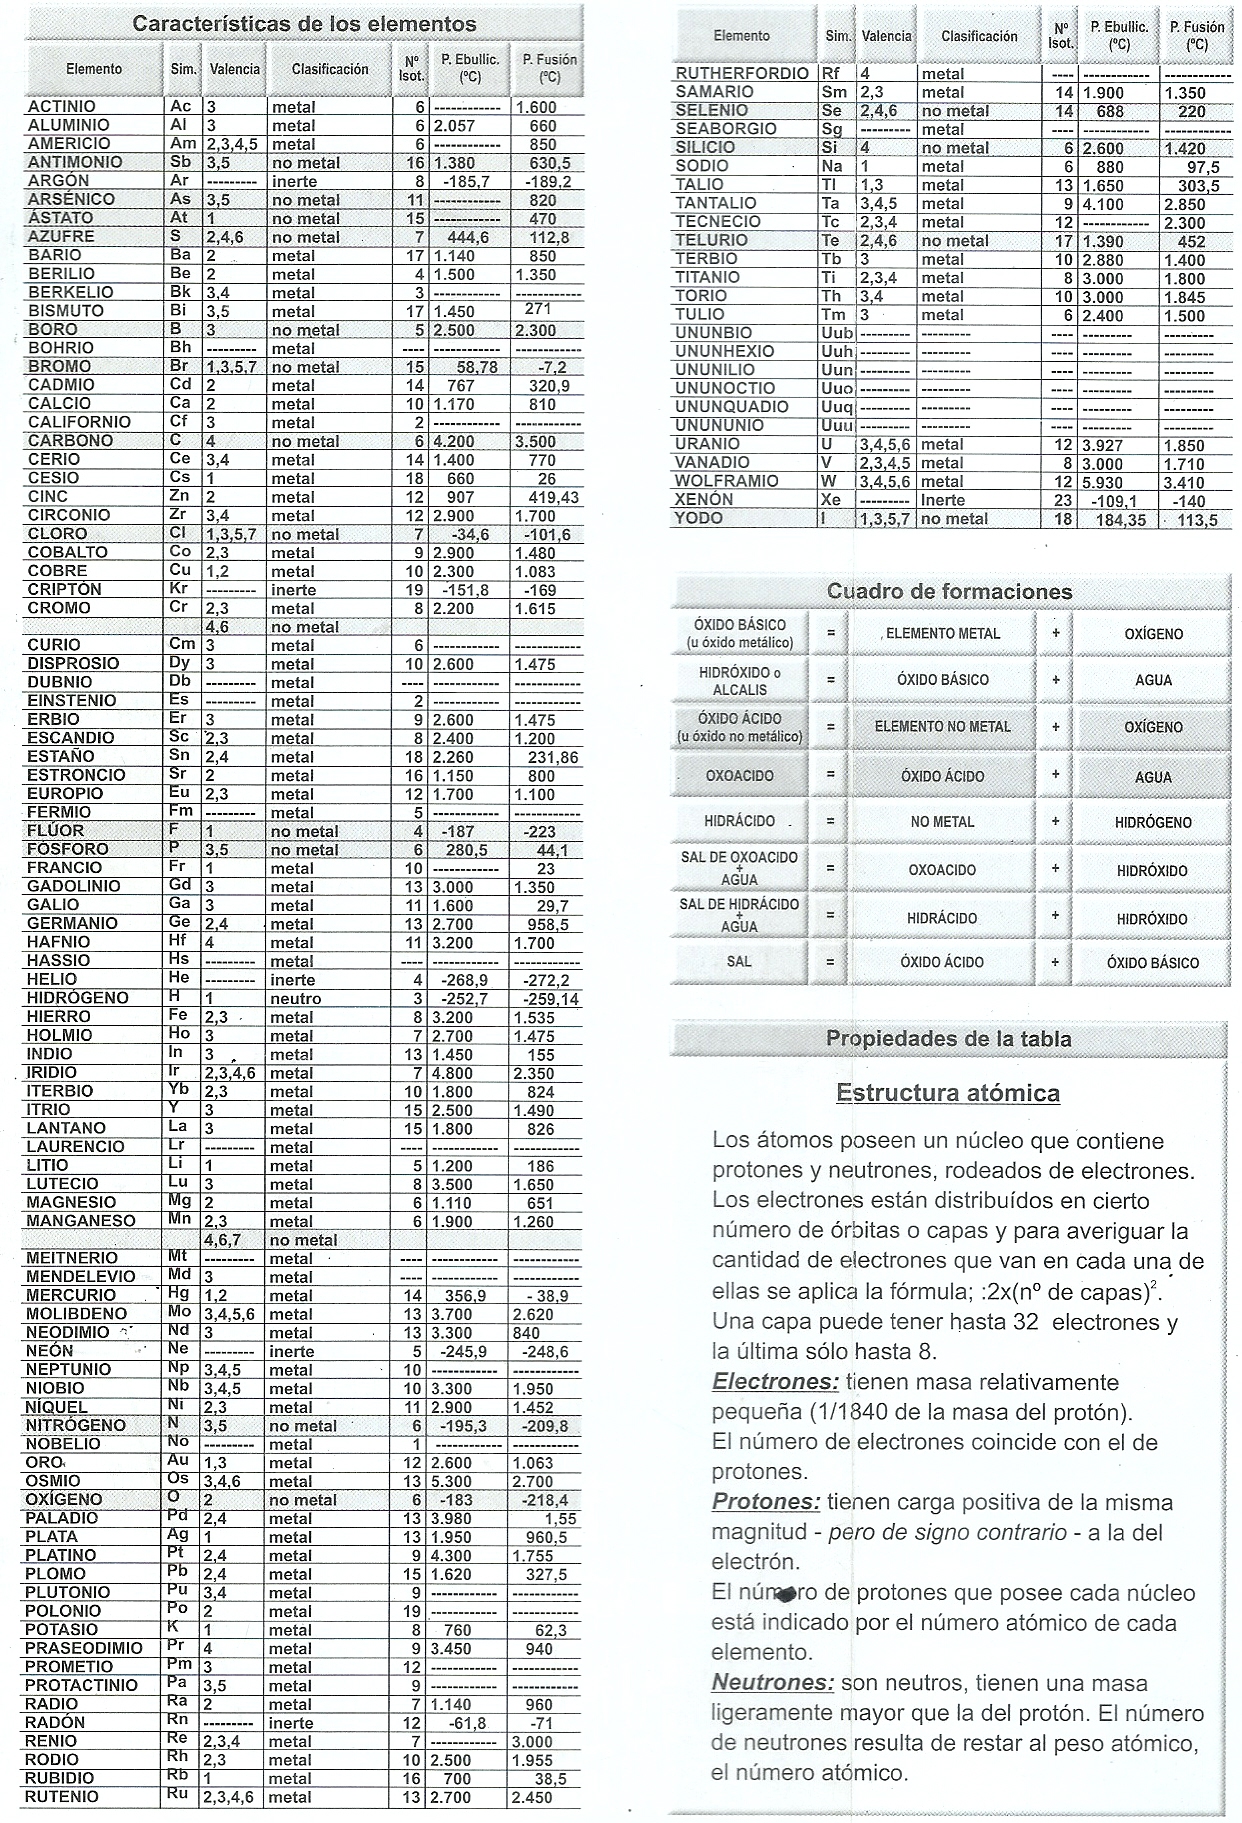 Características de los elementos
Elemento Sim. Valencia Clasificación Nº Isot. P. Ebullic. (ºC) P. Fusión (ºC)
ACTINIO Ac 3 metal 6 ------------ 1.600
ALUMINIO Al 3 metal 6 2.057 660
AMERICIO Am 2,3,4,5 metal 6 ------------ 850
ANTIMONIO Sb 3,5 no metal 16 1.380 630,5
ARGÓN Ar --------- inerte 8 -185,7 -189,2
ARSÉNICO As 3,5 no metal 11 ------------ 820
ÁSTATO At 1 no metal 15 ------------ 470
AZUFRE S 2,4,6 no metal 7 444,6 112,8
BARIO Ba 2 metal 17 1.140 850
BERILIO Be 2 metal 4 1.500 1.350
BERKELIO Bk 3,4 metal 3 ------------ ------------
BISMUTO Bi 3,5 metal 17 1.450 271
BORO B 3 no metal 5 2.500 2.300
BOHRIO Bh --------- metal ---- ------------ ------------
BROMO Br 1,3,5,7 no metal 15 58,78 -7,2
CADMIO Cd 2 metal 14 767 320,9
CALCIO Ca 2 metal 10 1.170 810
CALIFORNIO Cf 3 metal 2 ------------ ------------
CARBONO C 4 no metal 6 4.200 3.500
CERIO Ce 3,4 metal 14 1.400 770
CESIO Cs 1 metal 18 660 26
CINC Zn 2 metal 12 907 419,43
CIRCONIO Zr 3,4 metal 12 2.900 1.700
CLORO Cl 1,3,5,7 no metal 7 -34,6 -101,6
COBALTO Co 2,3 metal 9 2.900 1.480
COBRE Cu 1,2 metal 10 2.300 1.083
CRIPTÓN Kr --------- inerte 19 -151,8 -169
CROMO Cr 2,3 metal 8 2.200 1.615
4,6 no metal
CURIO Cm 3 metal 6 ------------ ------------
DISPROSIO Dy 3 metal 10 2.600 1.475
DUBNIO Db --------- metal ---- ------------ ------------
EINSTENIO Es --------- metal 2 ------------ ------------
ERBIO Er 3 metal 9 2.600 1.475
ESCANDIO Sc 2,3 metal 8 2.400 1.200
ESTAÑO Sn 2,4 metal 18 2.260 231,86
ESTRONCIO Sr 2 metal 16 1.150 800
EUROPIO Eu 2,3 metal 12 1.700 1.100
FERMIO Fm --------- metal 5 ------------ ------------
FLÚOR F 1 no metal 4 -187 -223
FÓSFORO P 3,5 no metal 6 280,5 44,1
FRANCIO Fr 1 metal 10 ------------ 23
GADOLINIO Gd 3 metal 13 3.000 1.350
GALIO Ga 3 metal 11 1.600 29,7
GERMANIO Ge 2,4 metal 13 2.700 958,5
HAFNIO Hf 4 metal 11 3.200 1.700
HASSIO Hs --------- metal ---- ------------ ------------
HELIO He --------- inerte 4 -268,9 -272,2
HIDRÓGENO H 1 neutro 3 -252,7 -259,14
HIERRO Fe 2,3 metal 8 3.200 1.535
HOLMIO Ho 3 metal 7 2.700 1.475
INDIO In 3 metal 13 1.450 155
IRIDIO Ir 2,3,4,6 metal 7 4.800 2.350
ITERBIO Yb 2,3 metal 10 1.800 824
ITRIO Y 3 metal 15 2.500 1.490
LANTANO La 3 metal 15 1.800 826
LAURENCIO Lr --------- metal ---- ------------ ------------
LITIO Li 1 metal 5 1.200 186
LUTECIO Lu 3 metal 8 3.500 1.650
MAGNESIO Mg 2 metal 6 1.110 651
MANGANESO Mn 2,3 metal 6 1.900 1.260
4,6,7 no metal
MEITNERIO Mt --------- metal ---- ------------ ------------
MENDELEVIO Md 3 metal ---- ------------ ------------
MERCURIO Hg 1,2 metal 14 356,9 - 38,9
MOLIBDENO Mo 3,4,5,6 metal 13 3.700 2.620
NEODIMIO Nd 3 metal 13 3.300 840
NEÓN Ne --------- inerte 5 -245,9 -248,6
NEPTUNIO Np 3,4,5 metal 10 ------------ ------------
NIOBIO Nb 3,4,5 metal 10 3.300 1.950
NÍQUEL Ni 2,3 metal 11 2.900 1.452
NITRÓGENO N 3,5 no metal 6 -195,3 -209,8
NOBELIO No --------- metal 1 ------------ ------------
ORO Au 1,3 metal 12 2.600 1.063
OSMIO Os 3,4,6 metal 13 5.300 2.700
OXÍGENO O 2 no metal 6 -183 -218,4
PALADIO Pd 2,4 metal 13 3.980 1,55
PLATA Ag 1 metal 13 1.950 960,5
PLATINO Pt 2,4 metal 9 4.300 1.755
PLOMO Pb 2,4 metal 15 1.620 327,5
PLUTONIO Pu 3,4 metal 9 ------------ ------------
POLONIO Po 2 metal 19 ------------ ------------
POTASIO K 1 metal 8 760 62,3
PRASEODIMIO Pr 4 metal 9 3.450 940
PROMETIO Pm 3 metal 12 ------------ ------------
PROTACTINIO Pa 3,5 metal 9 ------------ ------------
RADIO Ra 2 metal 7 1.140 960
RADÓN Rn --------- inerte 12 -61,8 -71
RENIO Re 2,3,4 metal 7 ------------ 3.000
RODIO Rh 2,3 metal 10 2.500 1.955
RUBIDIO Rb 1 metal 16 700 38,5
RUTENIO Ru 2,3,4,6 metal 13 2.700 2.450
Elemento Sim. Valencia Clasificación Nº Isot. P. Ebullic. (ºC) P. Fusión (ºC)
RUTHERFORDIO Rf 4 metal ---- ------------ ------------
SAMARIO Sm 2,3 metal 14 1.900 1.350
SELENIO Se 2,4,6 no metal 14 688 220
SEABORGIO Sg --------- metal ---- ------------ ------------
SILICIO Si 4 no metal 6 2.600 1.420
SODIO Na 1 metal 6 880 97,5
TALIO Tl 1,3 metal 13 1.650 303,5
TANTALIO Ta 3,4,5 metal 9 4.100 2.850
TECNECIO Tc 2,3,4 metal 12 ------------ 2.300
TELURIO Te 2,4,6 no metal 17 1.390 452
TERBIO Tb 3 metal 10 2.880 1.400
TITANIO Ti 2,3,4 metal 8 3.000 1.800
TORIO Th 3,4 metal 10 3.000 1.845
TULIO Tm 3 metal 6 2.400 1.500
UNUNBIO Uub --------- --------- ---- ------------ ------------
UNUNHEXIO Uuh --------- --------- ---- ------------ ------------
UNUNILIO Uun --------- --------- ---- ------------ ------------
UNUNOCTIO Uuo --------- --------- ---- ------------ ------------
UNUNQUADIO Uuq --------- --------- ---- ------------ ------------
UNUNUNIO Uuu --------- --------- ---- ------------ ------------
URANIO U 3,4,5,6 metal 12 3.927 1.850
VANADIO V 2,3,4,5 metal 8 3.000 1.710
WOLFRAMIO W 3,4,5,6 metal 12 5.930 3.410
XENÓN Xe --------- Inerte 23 -109,1 -140
YODO I 1,3,5,7 no metal 18 184,35 113,5
Cuadro de formaciones
ÓXIDO BÁSICO (u óxido metálico) = ELEMENTO METAL + OXÍGENO
HIDRÓXIDO o ALCALIS = ÓXIDO BÁSICO + AGUA
ÓXIDO ÁCIDO (u óxido no metálico) = ELEMENTO NO METAL + OXÍGENO
OXOACIDO = ÓXIDO ÁCIDO + AGUA
HIDRÁCIDO = NO METAL + HIDRÓGENO
SAL DE OXOACIDO + AGUA = OXOACIDO + HIDRÓXIDO
SAL DE HIDRÁCIDO + AGUA = HIDRÁCIDO + HIDRÓXIDO
SAL = ÓXIDO ÁCIDO + ÓXIDO BÁSICO
Propiedades de la tabla
Estructura atómica
Los átomos poseen un núcleo que contiene
protones y neutrones, rodeados de electrones.
Los electrones están distribuídos en cierto
número de órbitas o capas y para averiguar la
cantidad de electrones que van en cada una de
ellas se aplica la fórmula; :2x(nº de capas)².
Una capa puede tener hasta 32 electrones y
la última sólo hasta 8.
Electrones: tienen masa relativamente
pequeña (1/1840 de la masa del protón).
El número de electrones coincide con el de
protones.
Protones: tienen carga positiva de la misma
magnitud - pero de signo contrario - a la del
electrón.
El número de protones que posee cada núcleo
está indicado por el número atómico de cada
elemento.
Neutrones: son neutros, tienen una masa
ligeramente mayor que la del protón. El número
de neutrones resulta de restar al peso atómico,
el número atómico.